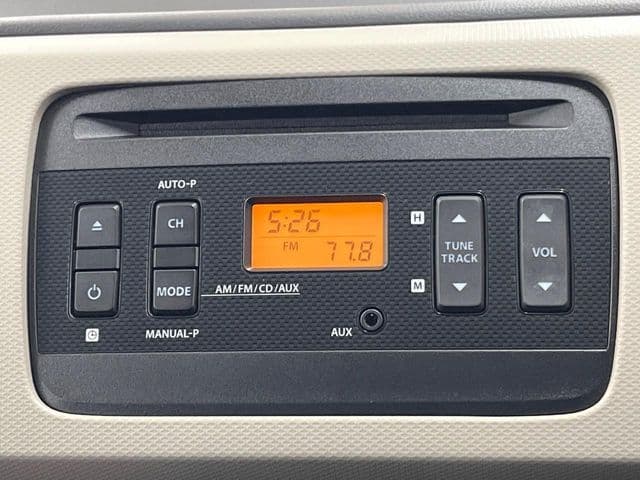 AUTO-P
CH
MODE
MANUAL-P
5:26
FM 77.8
AM/FM/CD/AUX
AUX
H
M
TUNE
TRACK
VOL